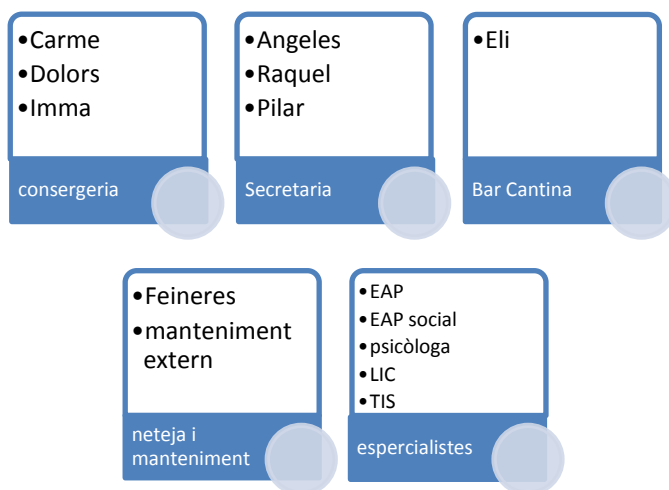 •Carme
•Dolors
•Imma
consergeria
•Angeles
•Raquel
•Pilar
Secretaria
•Eli
Bar Cantina
•Feineres
•manteniment
extern
neteja i
manteniment
•EAP
•EAP social
•psicòloga
•LIC
•TIS
espercialistes